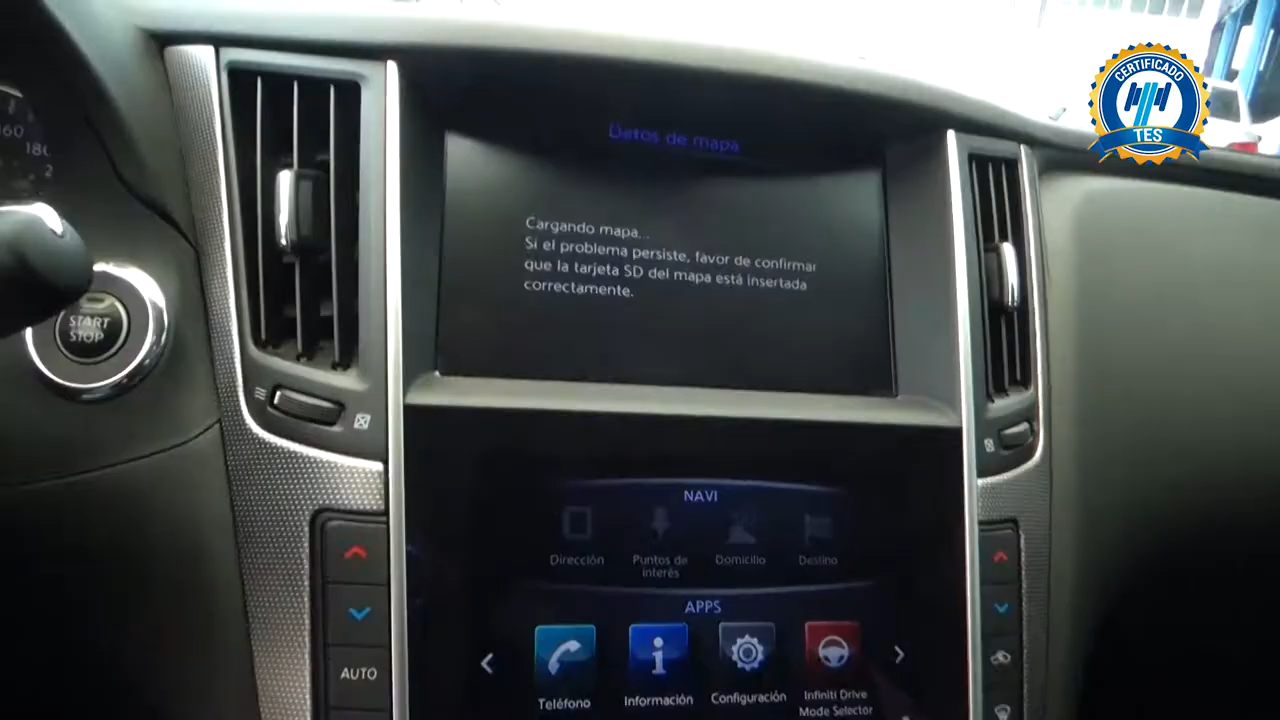 CERTIFICADO
TES
160
180
START
STOP
Datos de mapa
Cargando mapa...
Si el problema persiste, favor de confirmar
que la tarjeta SD del mapa está insertada
correctamente.
NAVI
Dirección
Puntos de
interés
Domicilio
Destino
APPS
Teléfono
Información
Configuración
Infiniti Drive
Mode Selector
AUTO